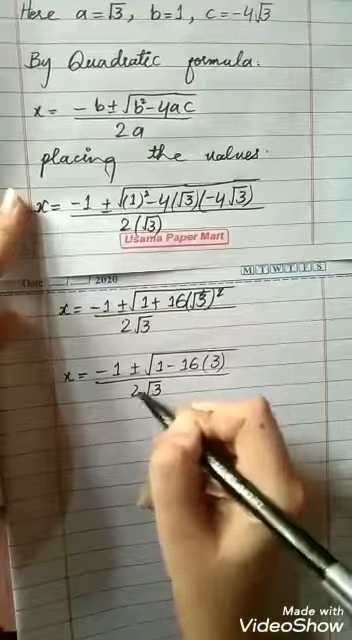 Here a = √3, b = 1, c = -4√3
By Quadratic formula.
x = -b ± √b² - 4ac / 2a
placing the values.
x = -1 ± √(1)² - 4(√3)(-4√3) / 2(√3)
Usama Paper Mart
Date / / 2020 M T W T F S
x = -1 ± √1 + 16(√3)² / 2√3
x = -1 ± √1 - 16(3) / 2√3
Made with
VideoShow